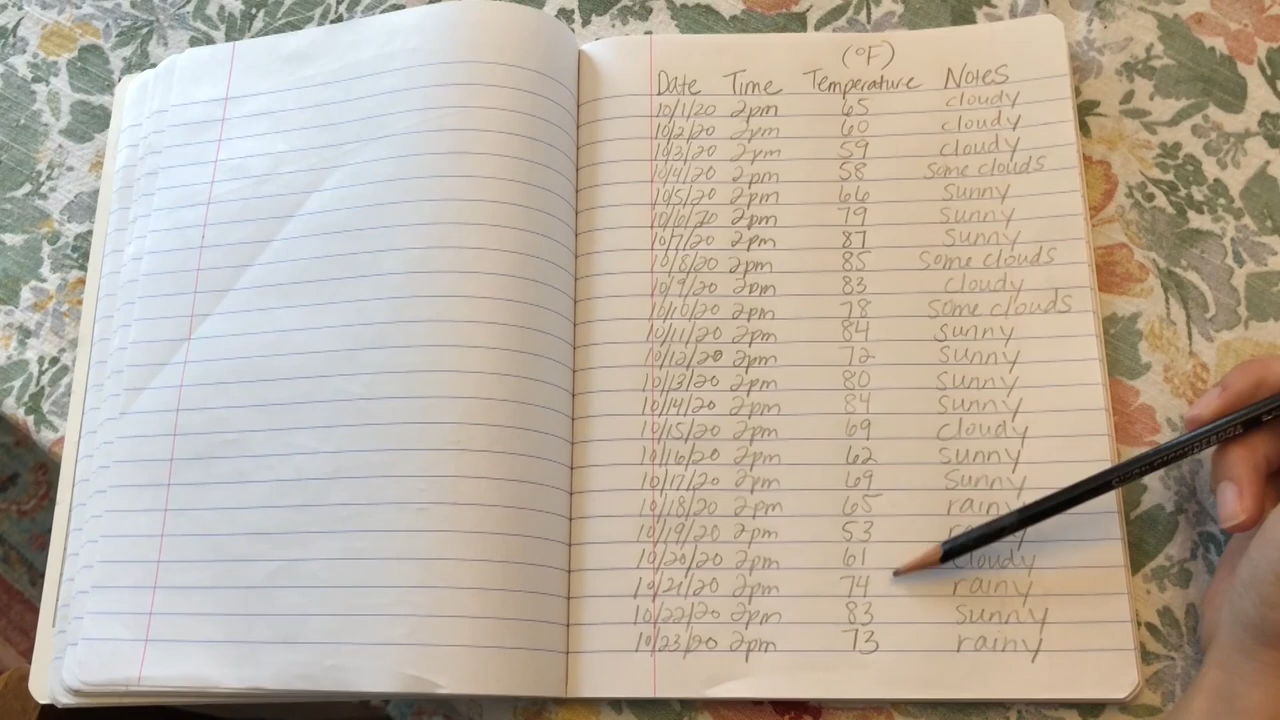 (°F)
Date Time Temperature Notes
10/1/20 2pm 65 cloudy
10/2/20 2pm 60 cloudy
10/3/20 2pm 59 cloudy
10/4/20 2pm 58 some clouds
10/5/20 2pm 66 sunny
10/6/20 2pm 79 sunny
10/7/20 2pm 87 sunny
10/8/20 2pm 85 some clouds
10/9/20 2pm 83 cloudy
10/10/20 2pm 78 some clouds
10/11/20 2pm 84 sunny
10/12/20 2pm 72 sunny
10/13/20 2pm 80 sunny
10/14/20 2pm 84 sunny
10/15/20 2pm 69 cloudy
10/16/20 2pm 62 sunny
10/17/20 2pm 69 sunny
10/18/20 2pm 65 rainy
10/19/20 2pm 53
10/20/20 2pm 61 cloudy
10/21/20 2pm 74 rainy
10/22/20 2pm 83 sunny
10/23/20 2pm 73 rainy